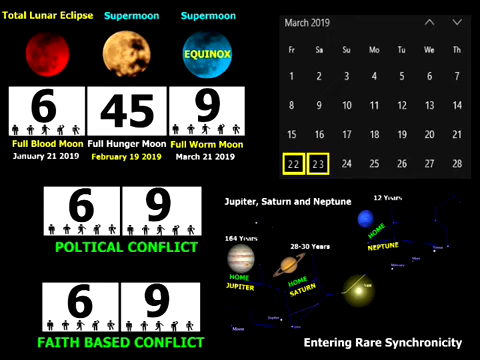 Total Lunar Eclipse
Supermoon
Supermoon
EQUINOX
6
45
9
Full Blood Moon
Full Hunger Moon
Full Worm Moon
January 21 2019
February 19 2019
March 21 2019
March 2019
Fr Sa Su Mo Tu We Th
1 2 3 4 5 6 7
8 9 10 11 12 13 14
15 16 17 18 19 20 21
22 23 24 25 26 27 28
6 9
POLTICAL CONFLICT
6 9
FAITH BASED CONFLICT
Jupiter, Saturn and Neptune
12 Years
164 Years
28-30 Years
HOME
NEPTUNE
HOME
JUPITER
HOME
SATURN
Entering Rare Synchronicity